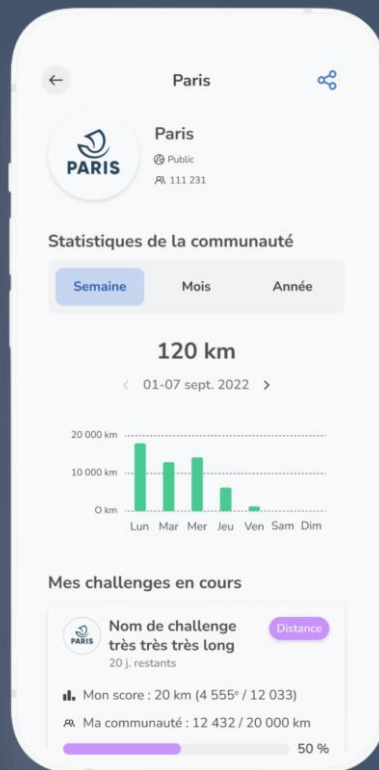 Paris
PARIS
Paris
Public
111 231
Statistiques de la communauté
Semaine Mois Année
120 km
< 01-07 sept. 2022 >
20 000 km
10 000 km
0 km
Lun Mar Mer Jeu Ven Sam Dim
Mes challenges en cours
PARIS
Nom de challenge
très très très long
Distance
20 j. restants
Mon score : 20 km (4 555ᵉ / 12 033)
Ma communauté : 12 432 / 20 000 km
50 %